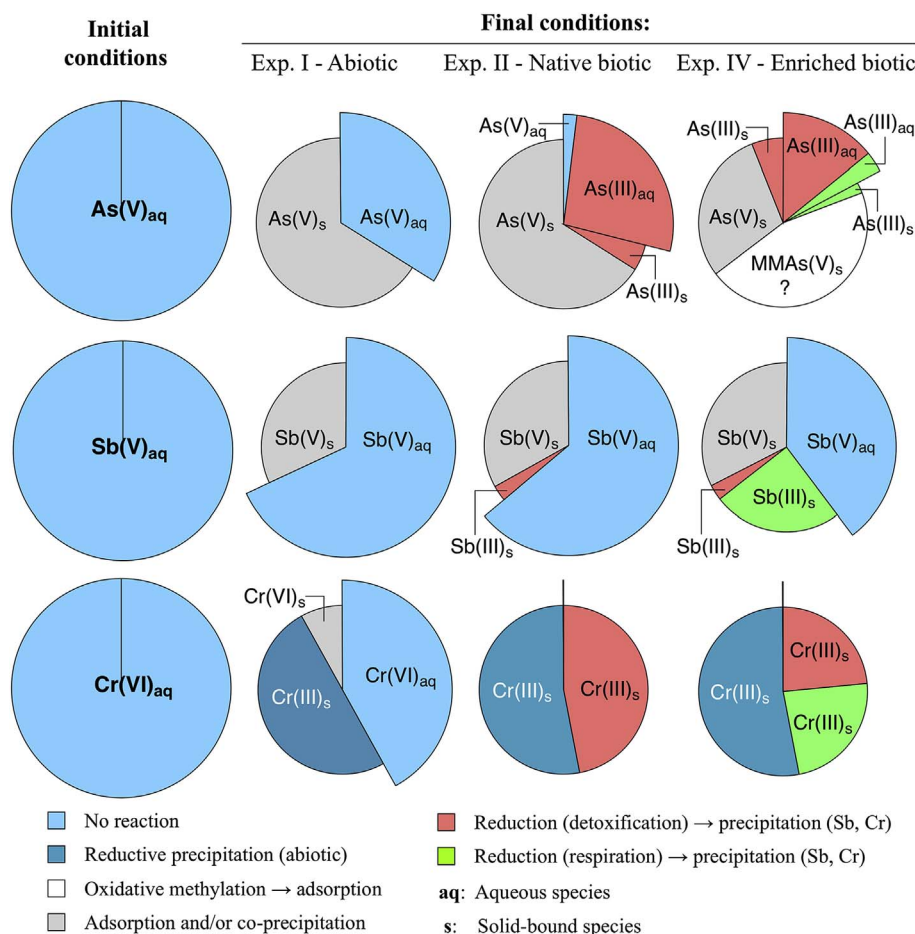 Initial conditions
Final conditions:
Exp. I - Abiotic
Exp. II - Native biotic
Exp. IV - Enriched biotic
As(V)aq
As(V)s
As(V)aq
As(V)aq
As(III)aq
As(V)s
As(III)s
As(III)s
As(III)aq
As(III)aq
As(V)s
As(III)s
MMAs(V)s
?
Sb(V)aq
Sb(V)s
Sb(V)aq
Sb(V)s
Sb(V)aq
Sb(III)s
Sb(V)s
Sb(V)aq
Sb(III)s
Sb(III)s
Cr(VI)aq
Cr(VI)s
Cr(III)s
Cr(VI)aq
Cr(III)s
Cr(III)s
Cr(III)s
Cr(III)s
Cr(III)s
No reaction
Reductive precipitation (abiotic)
Oxidative methylation → adsorption
Adsorption and/or co-precipitation
Reduction (detoxification) → precipitation (Sb, Cr)
Reduction (respiration) → precipitation (Sb, Cr)
aq: Aqueous species
s: Solid-bound species